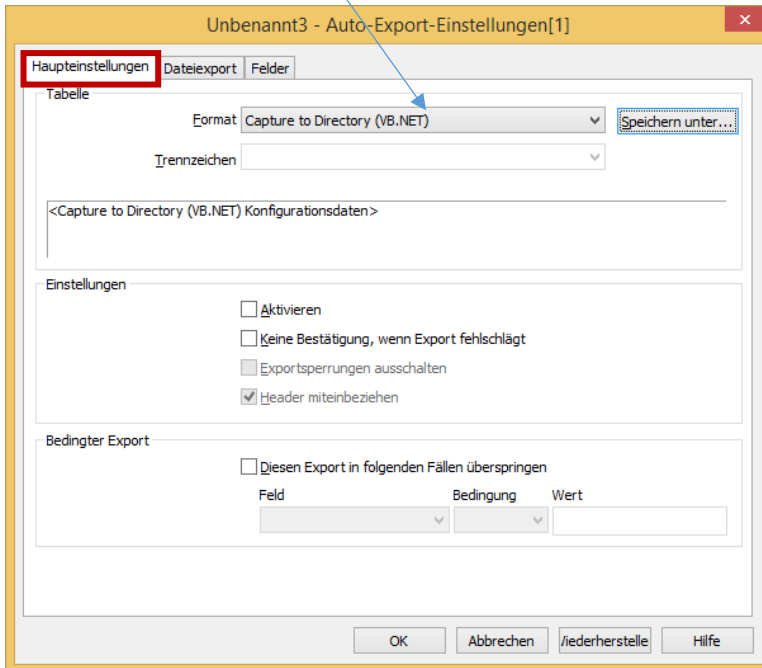 Unbenannt3 - Auto-Export-Einstellungen[1]
Haupteinstellungen Dateiexport Felder
Tabelle
Format Capture to Directory (VB.NET) Speichern unter...
Trennzeichen
<Capture to Directory (VB.NET) Konfigurationsdaten>
Einstellungen
Aktivieren
Keine Bestätigung, wenn Export fehlschlägt
Exportsperrungen ausschalten
Header miteinbeziehen
Bedingter Export
Diesen Export in folgenden Fällen überspringen
Feld Bedingung Wert
OK Abbrechen /iederherstelle Hilfe